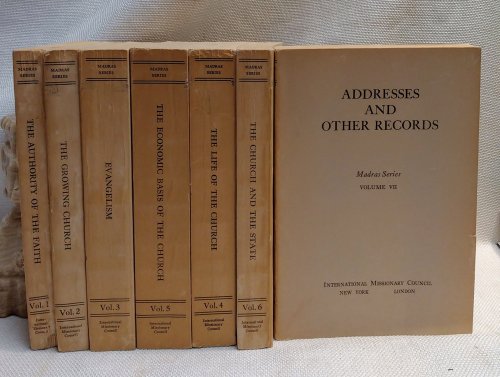 MADRAS
SERIES
THE AUTHORITY OF THE FAITH
Vol. 1
Inter-
national
Missionary
Council
MADRAS
SERIES
THE GROWING CHURCH
Vol. 2
International
Missionary
Council
MADRAS
SERIES
EVANGELISM
Vol. 3
International
Missionary
Council
MADRAS
SERIES
THE ECONOMIC BASIS OF THE CHURCH
Vol. 5
International
Missionary
Council
MADRAS
SERIES
THE LIFE OF THE CHURCH
Vol. 4
International
Missionary
Council
MADRAS
SERIES
THE CHURCH AND THE STATE
Vol. 6
International
Missionary
Council
ADDRESSES
AND
OTHER RECORDS
Madras Series
VOLUME VII
INTERNATIONAL MISSIONARY COUNCIL
NEW YORK LONDON